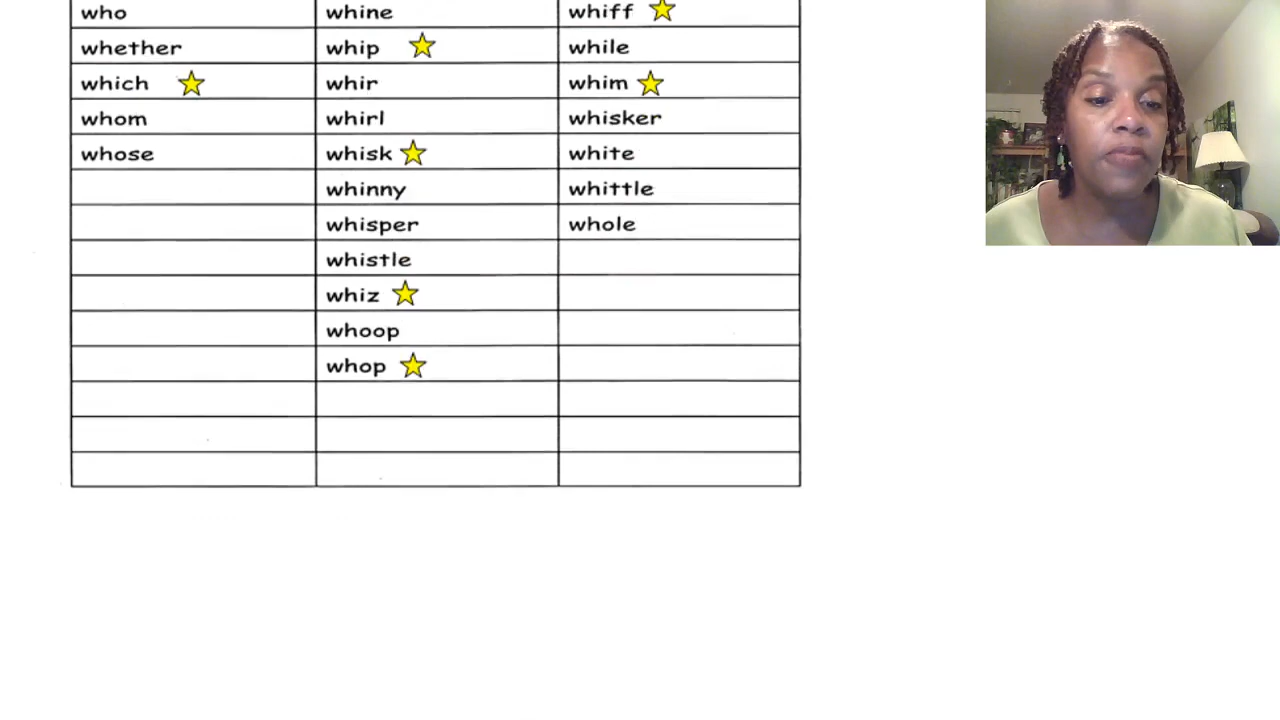 who whine whiff
whether whip while
which whir whim
whom whirl whisker
whose whisk white
whinny whittle
whisper whole
whistle
whiz
whoop
whop